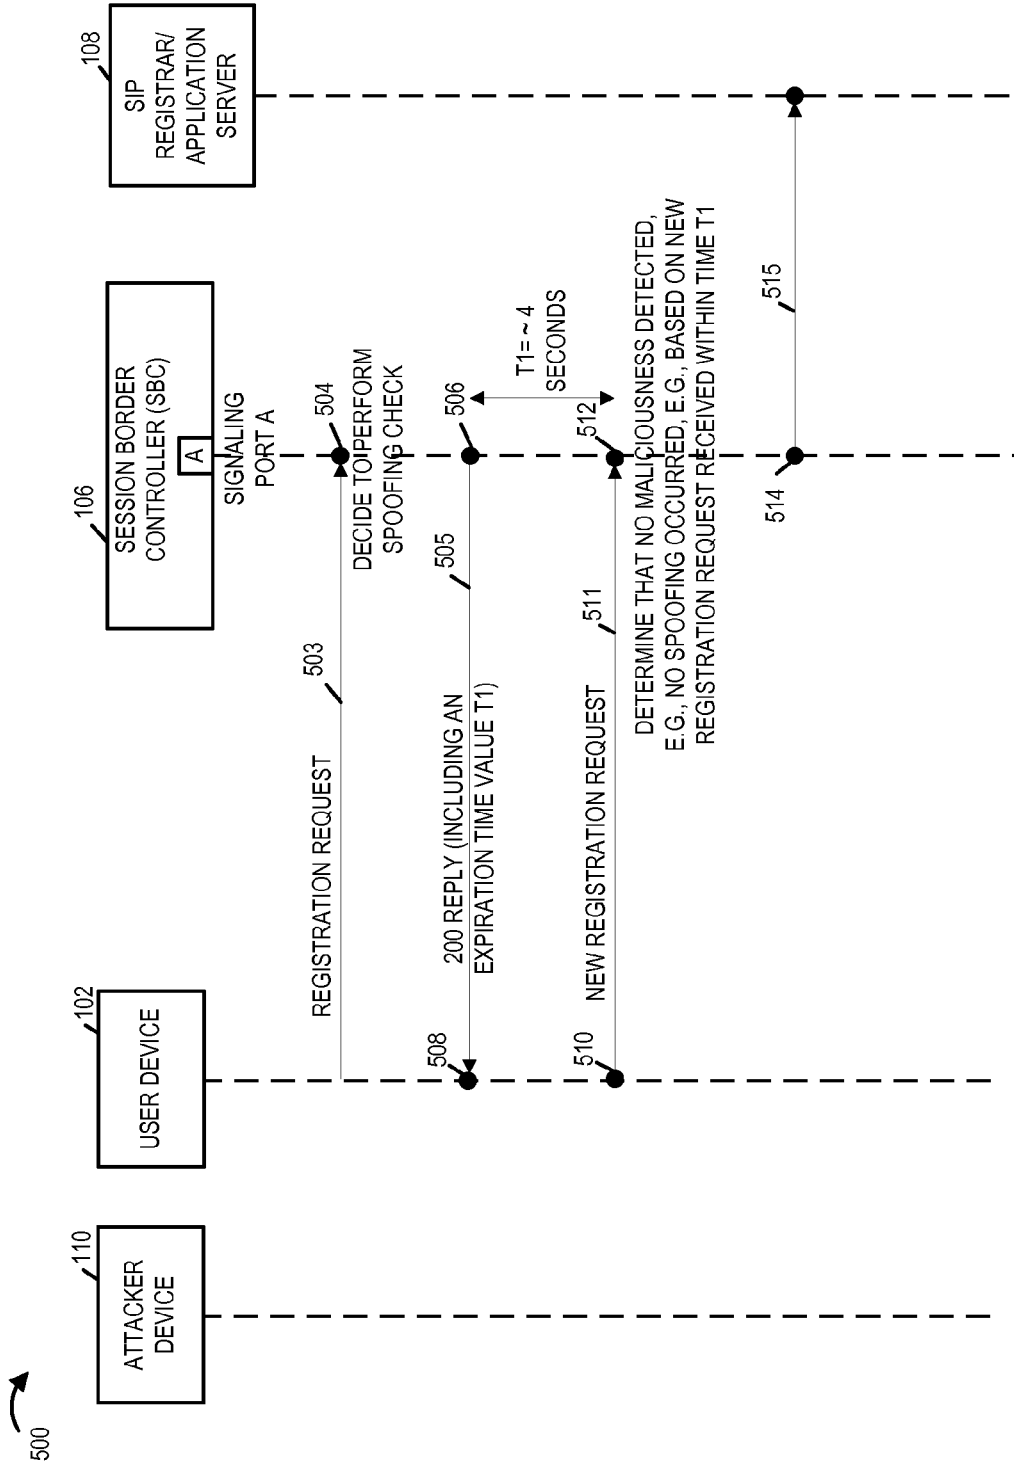 500
110
ATTACKER
DEVICE
102
USER DEVICE
106
SESSION BORDER
CONTROLLER (SBC)
A
SIGNALING
PORT A
108
SIP
REGISTRAR/
APPLICATION
SERVER
REGISTRATION REQUEST
503
504
DECIDE TO PERFORM
SPOOFING CHECK
508
200 REPLY (INCLUDING AN
EXPIRATION TIME VALUE T1)
505
506
T1= ~ 4
SECONDS
510
NEW REGISTRATION REQUEST
511
512
DETERMINE THAT NO MALICIOUSNESS DETECTED,
E.G., NO SPOOFING OCCURRED, E.G., BASED ON NEW
REGISTRATION REQUEST RECEIVED WITHIN TIME T1
514
515